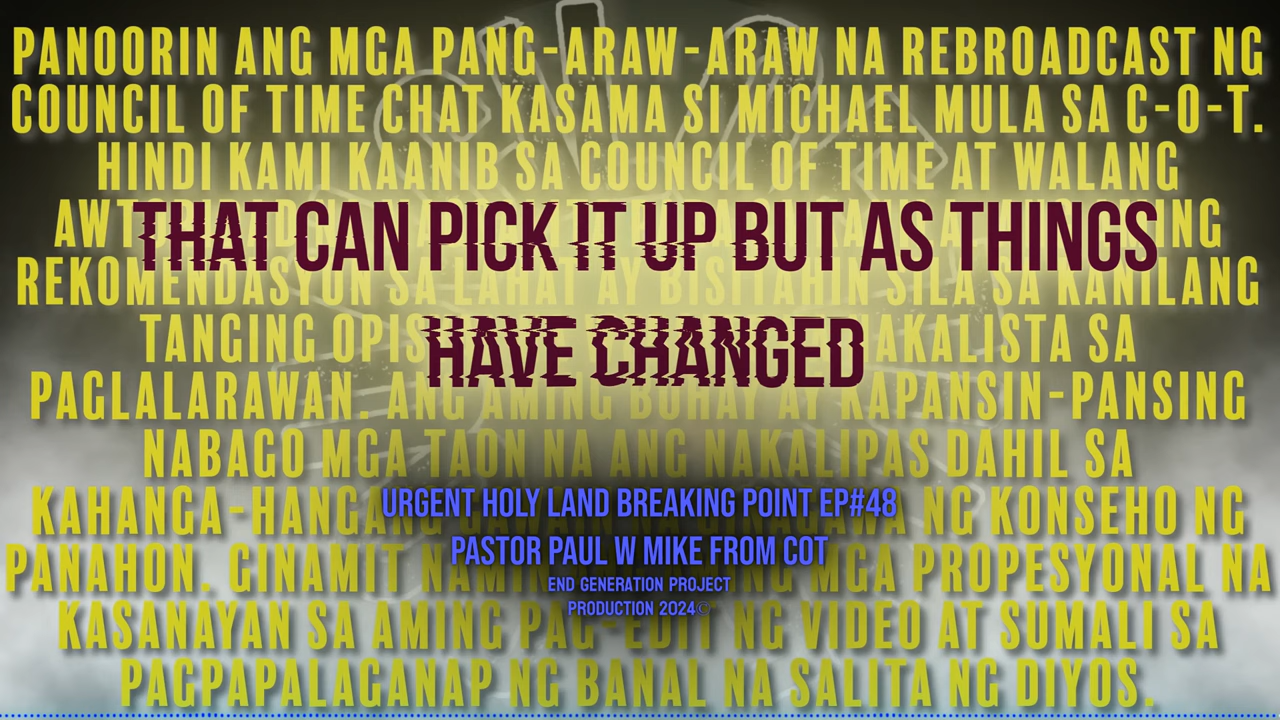 PANOORIN ANG MGA PANG-ARAW-ARAW NA REBROADCAST NG
COUNCIL OF TIME CHAT KASAMA SI MICHAEL MULA SA C-O-T.
HINDI KAMI KAANIB SA COUNCIL OF TIME AT WALANG
THAT CAN PICK IT UP BUT AS THINGS
REKOMENDASYON SA LAHAT AY BISITAHIN SILA SA KANILANG
TANGING
HAVE CHANGED
NAKALISTA SA
PAGLALARAWAN. ANG AMING BUHAY AY KAPANSIN-PANSING
NABAGO MGA TAON NA ANG NAKALIPAS DAHIL SA
URGENT HOLY LAND BREAKING POINT EP#48
NG KONSEHO NG
PASTOR PAUL W MIKE FROM COT
PANAHON. GINAMIT
MGA PROPESYONAL NA
END GENERATION PROJECT
PRODUCTION 2024©
KASANAYAN SA AMING PAG-EDIT NG VIDEO AT SUMALI SA
PAGPAPALAGANAP NG BANAL NA SALITA NG DIYOS.